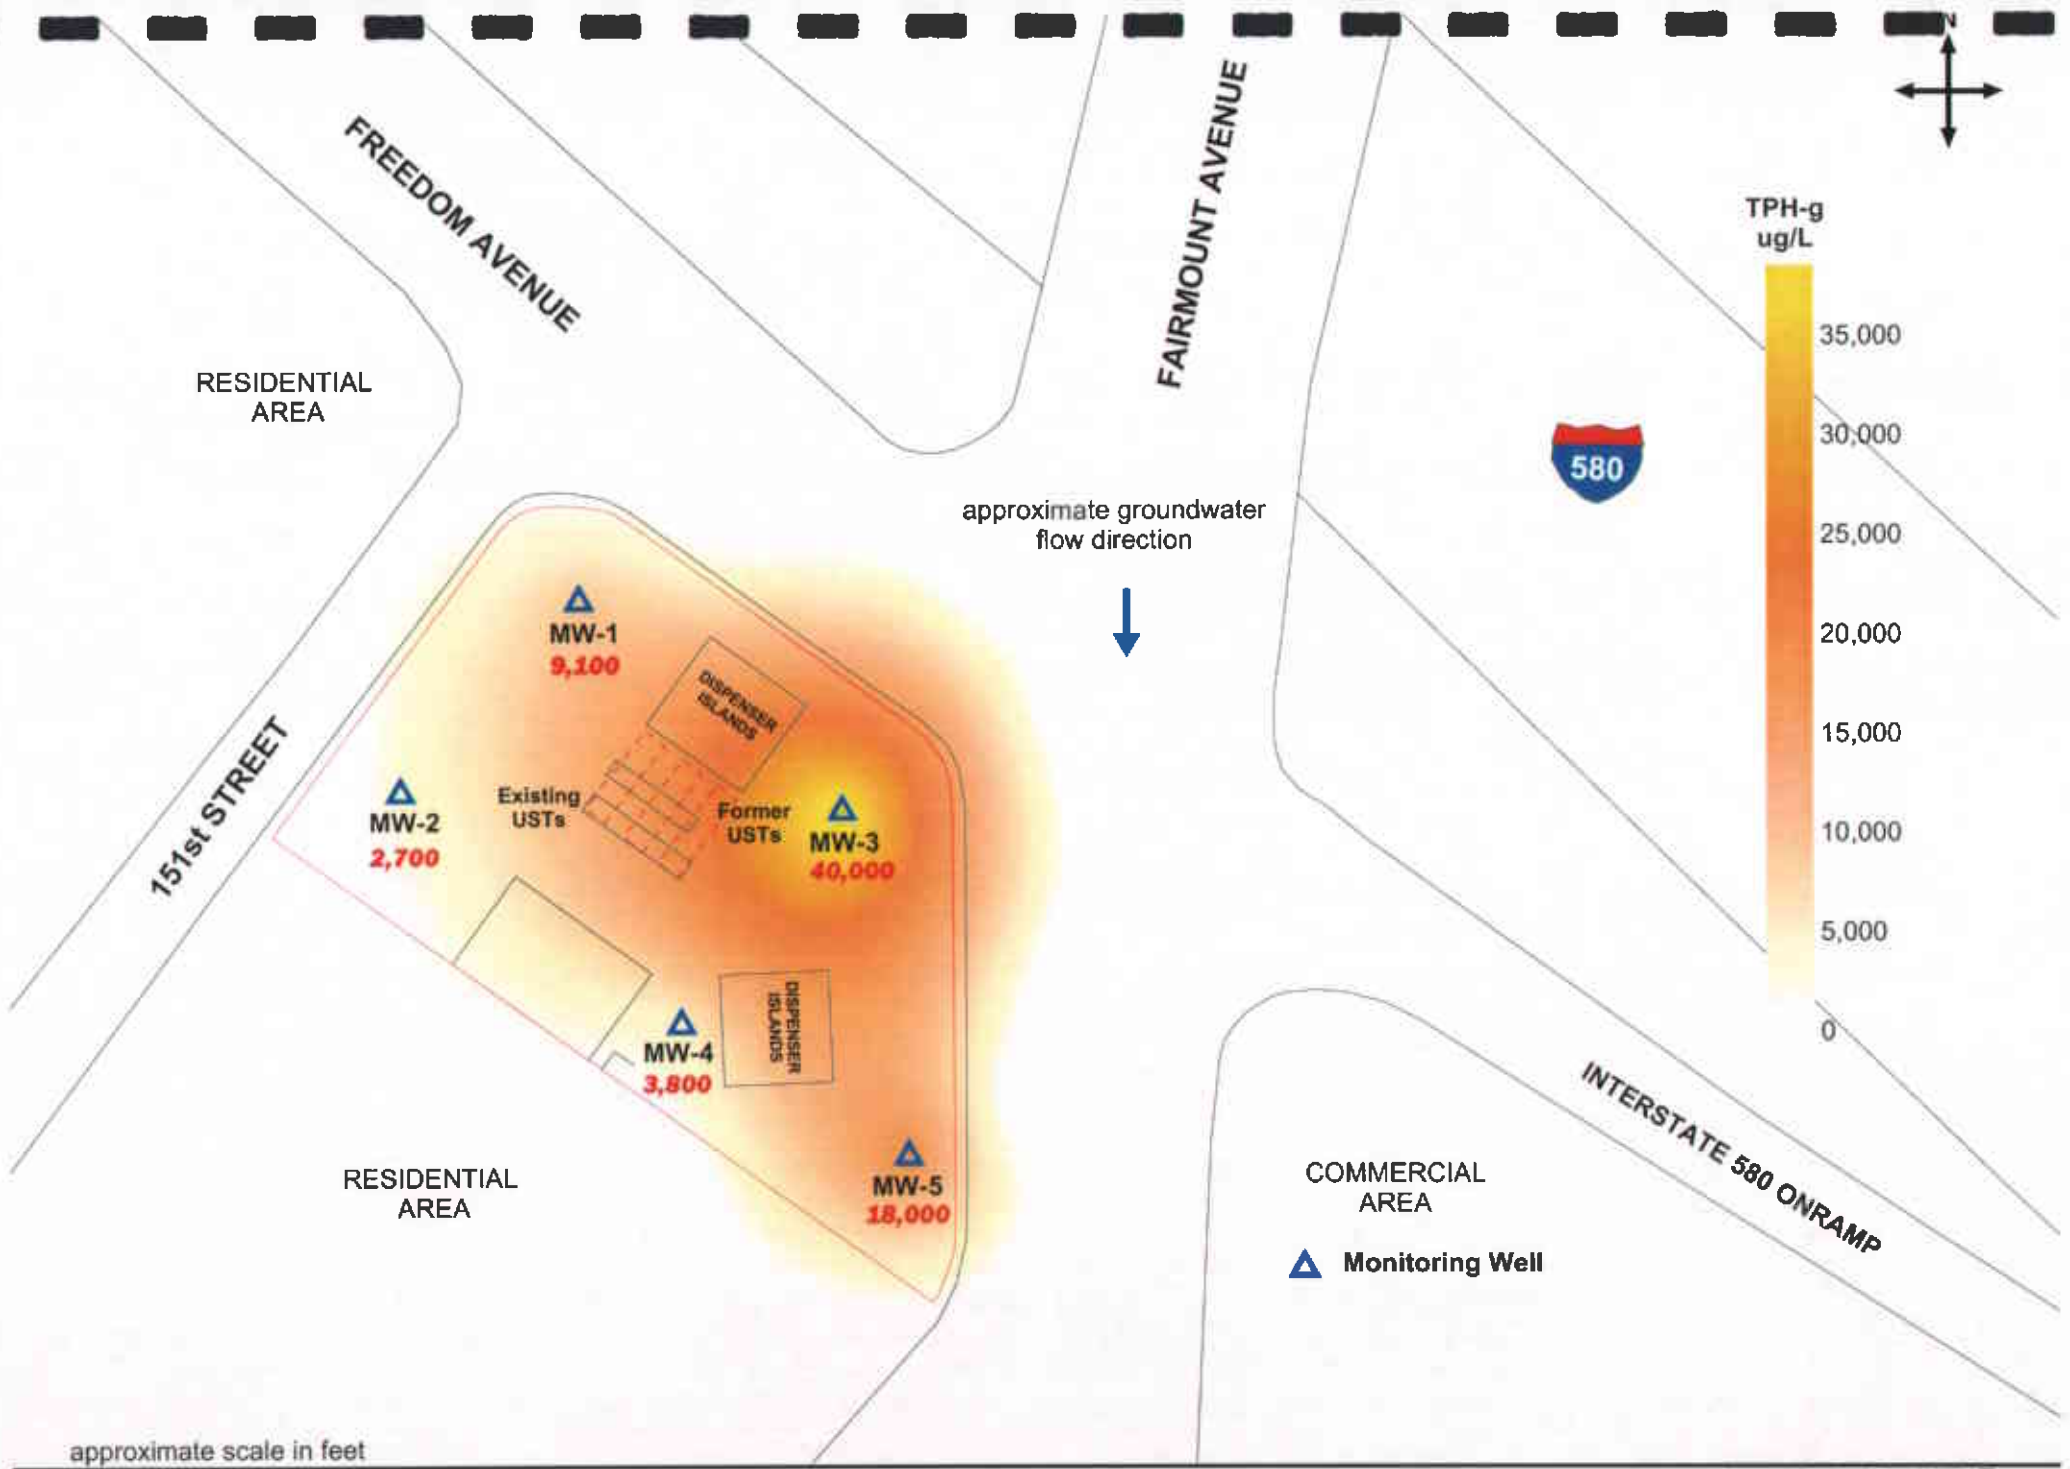 N
FREEDOM AVENUE
FAIRMOUNT AVENUE
TPH-g
ug/L
35,000
30,000
25,000
20,000
15,000
10,000
5,000
0
RESIDENTIAL
AREA
580
approximate groundwater
flow direction
MW-1
9,100
DISPENSER
ISLANDS
151st STREET
MW-2
2,700
Existing
USTs
Former
USTs
MW-3
40,000
DISPENSER
ISLANDS
MW-4
3,800
MW-5
18,000
RESIDENTIAL
AREA
INTERSTATE 580 ONRAMP
COMMERCIAL
AREA
Monitoring Well
approximate scale in feet